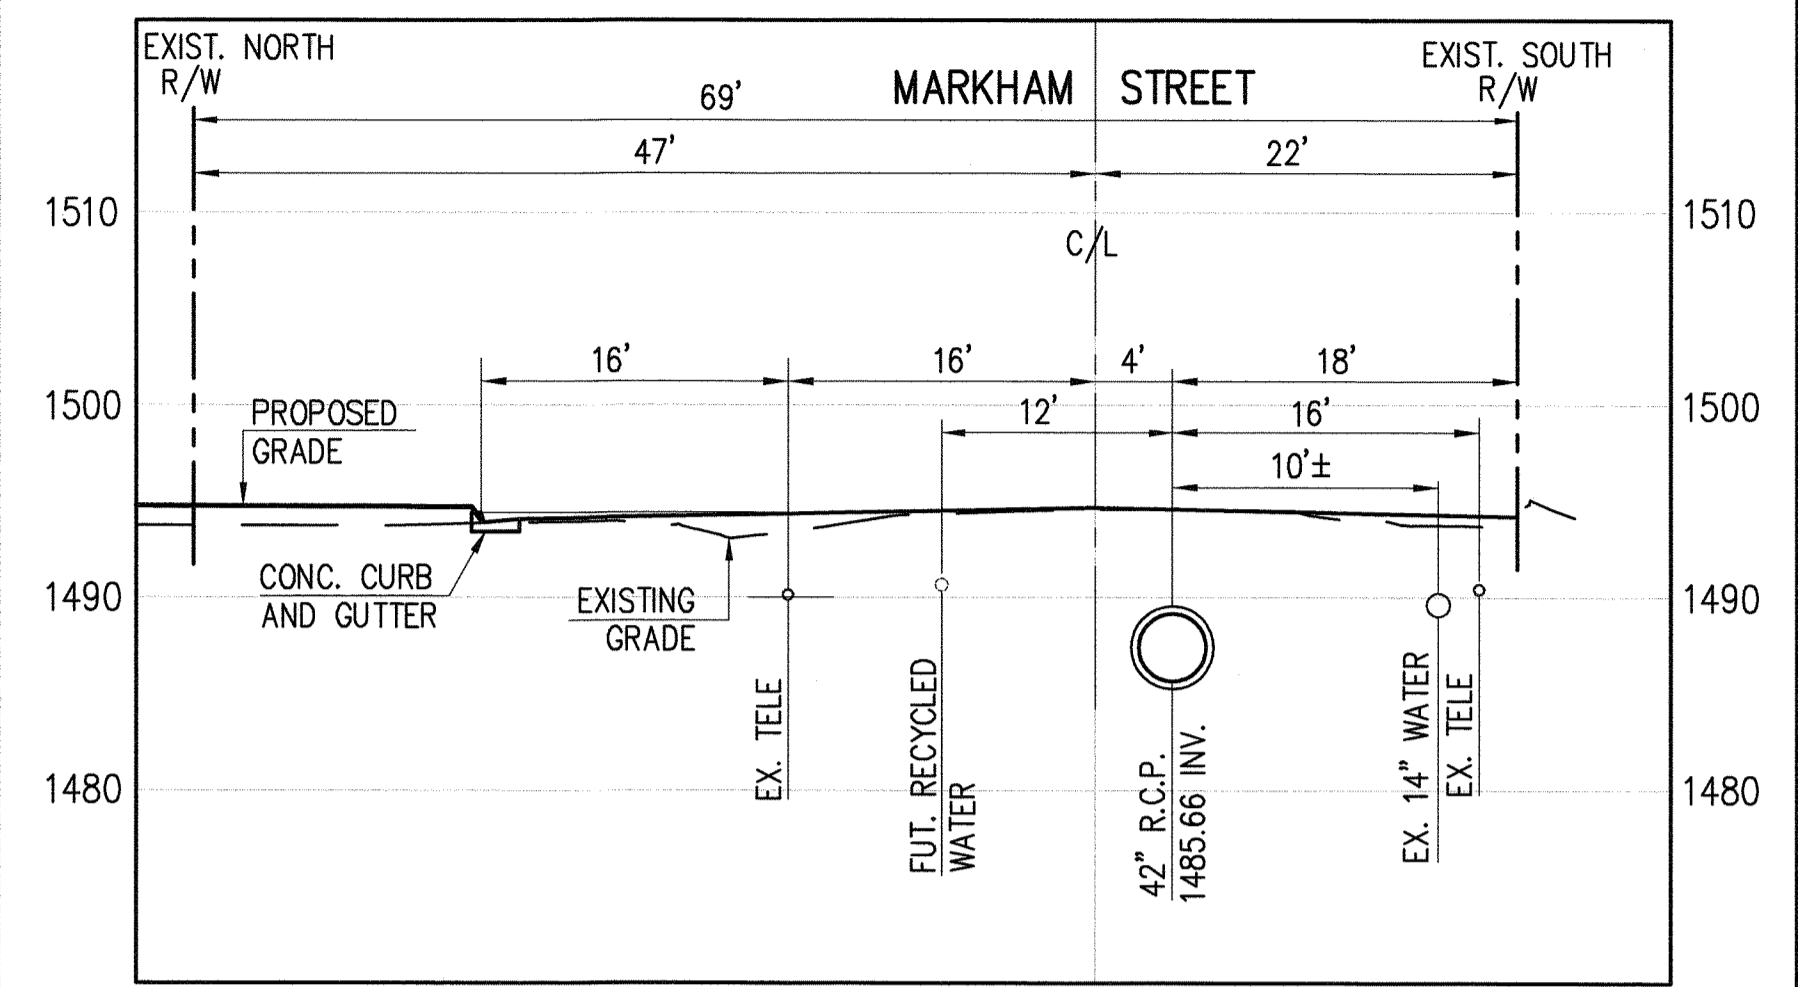 EXIST. NORTH
R/W
MARKHAM STREET
EXIST. SOUTH
R/W
69'
47'
22'
1510
1510
C/L
16'
16'
4'
18'
1500
1500
PROPOSED
GRADE
12'
16'
10'±
CONC. CURB
AND GUTTER
1490
1490
EXISTING
GRADE
EX. TELE
FUT. RECYCLED
WATER
42" R.C.P.
1485.66 INV.
EX. 14" WATER
EX. TELE
1480
1480